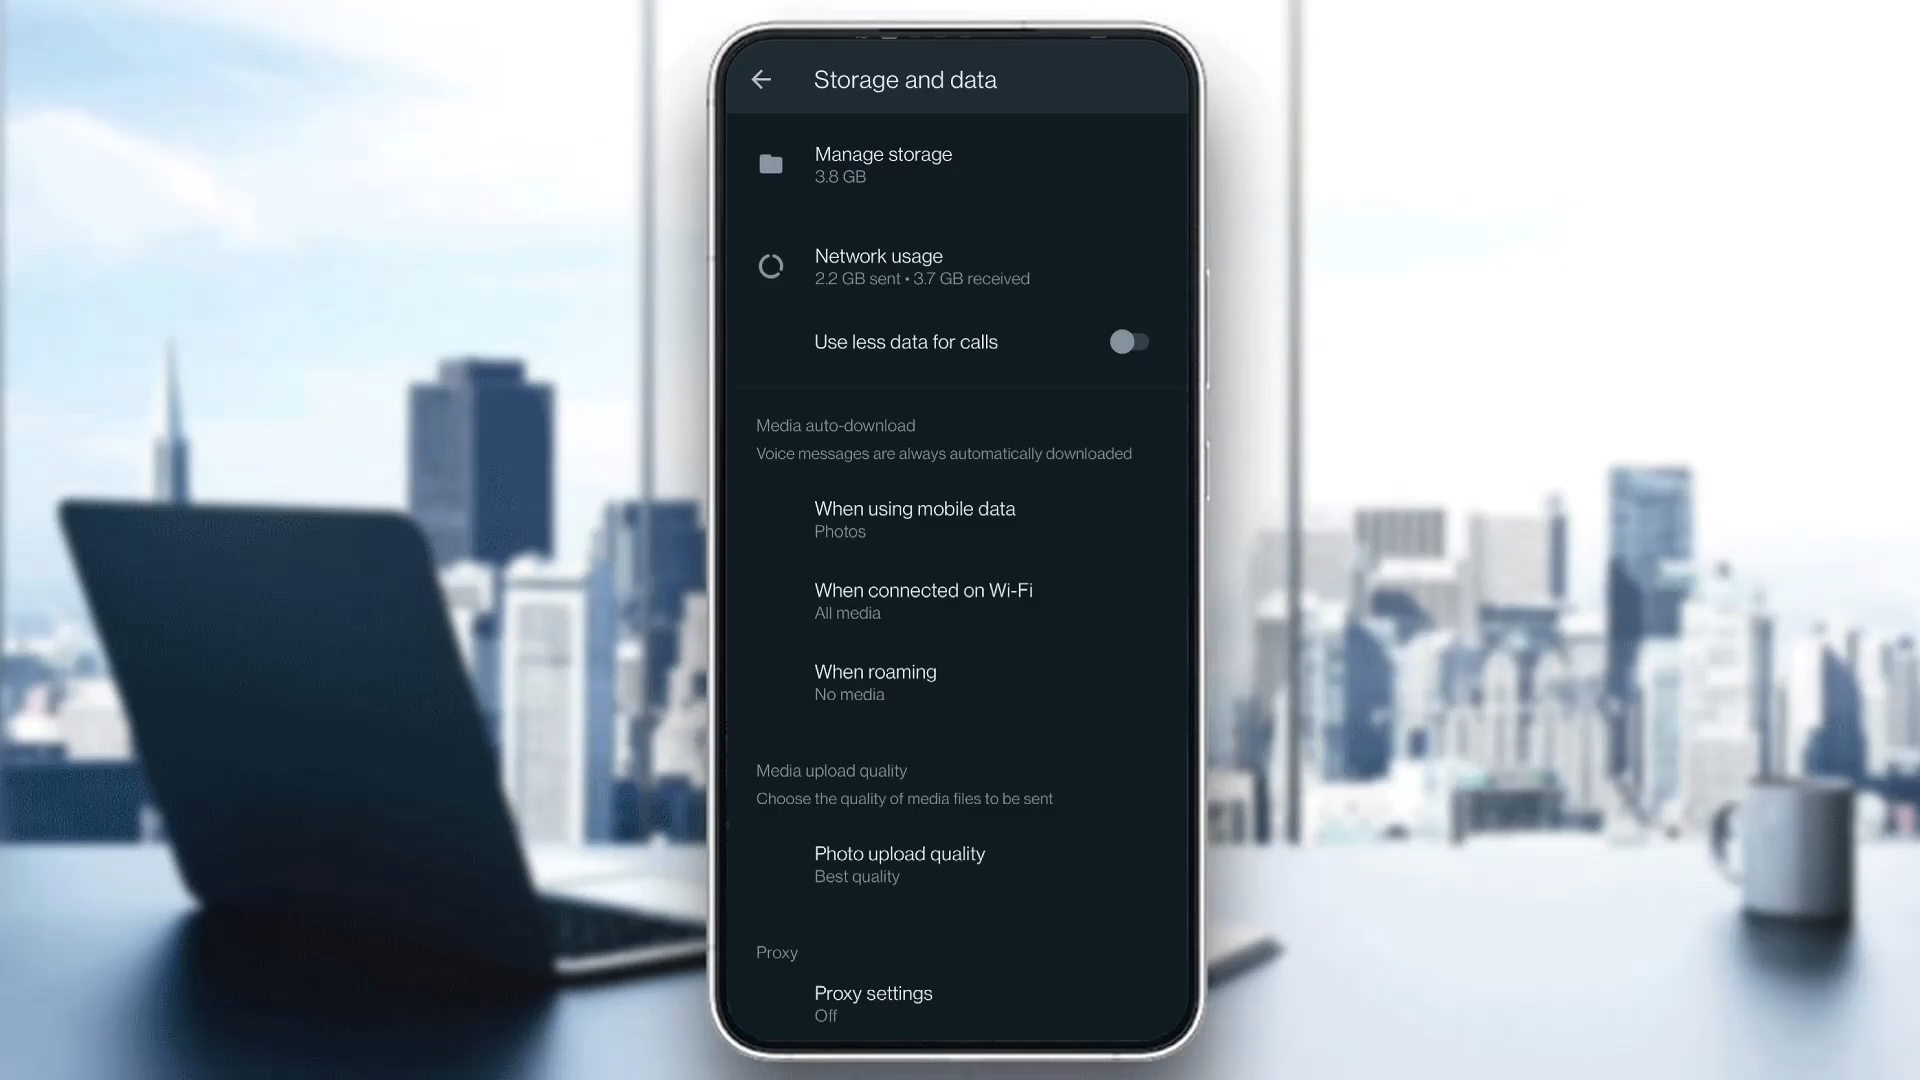 Storage and data
Manage storage
3.8 GB
Network usage
2.2 GB sent • 3.7 GB received
Use less data for calls
Media auto-download
Voice messages are always automatically downloaded
When using mobile data
Photos
When connected on Wi-Fi
All media
When roaming
No media
Media upload quality
Choose the quality of media files to be sent
Photo upload quality
Best quality
Proxy
Proxy settings
Off